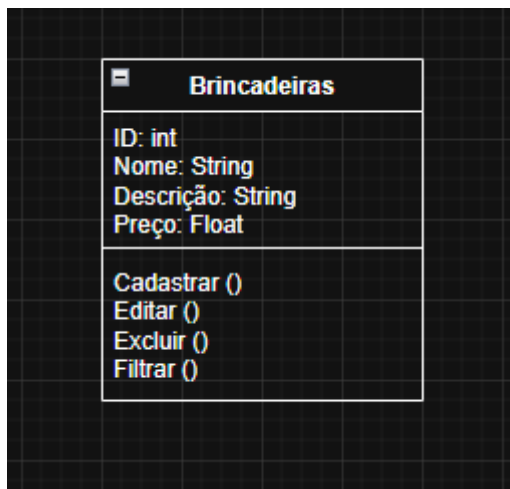 Brincadeiras
ID: int
Nome: String
Descrição: String
Preço: Float
Cadastrar ()
Editar ()
Excluir ()
Filtrar ()